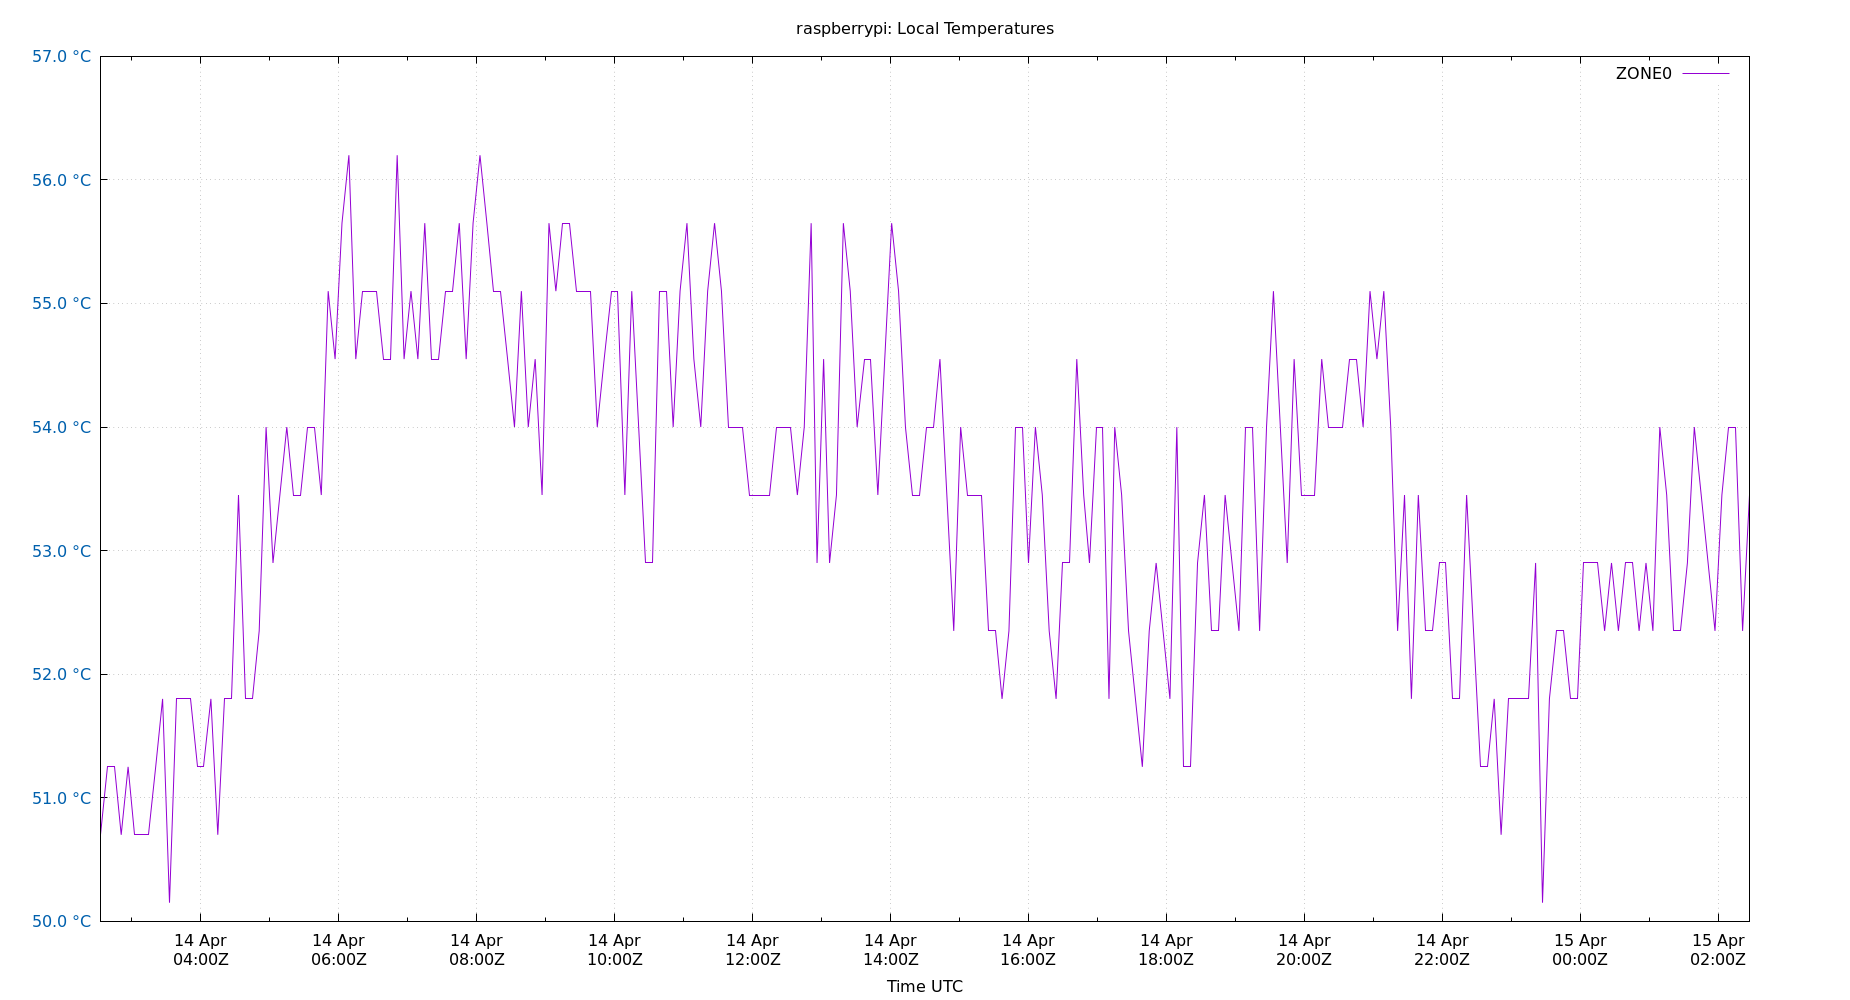 raspberrypi: Local Temperatures
57.0 °C
ZONE0
56.0 °C
55.0 °C
54.0 °C
53.0 °C
52.0 °C
51.0 °C
50.0 °C
14 Apr 14 Apr 14 Apr 14 Apr 14 Apr 14 Apr 14 Apr 14 Apr 14 Apr 14 Apr 15 Apr 15 Apr
04:00Z 06:00Z 08:00Z 10:00Z 12:00Z 14:00Z 16:00Z 18:00Z 20:00Z 22:00Z 00:00Z 02:00Z
Time UTC